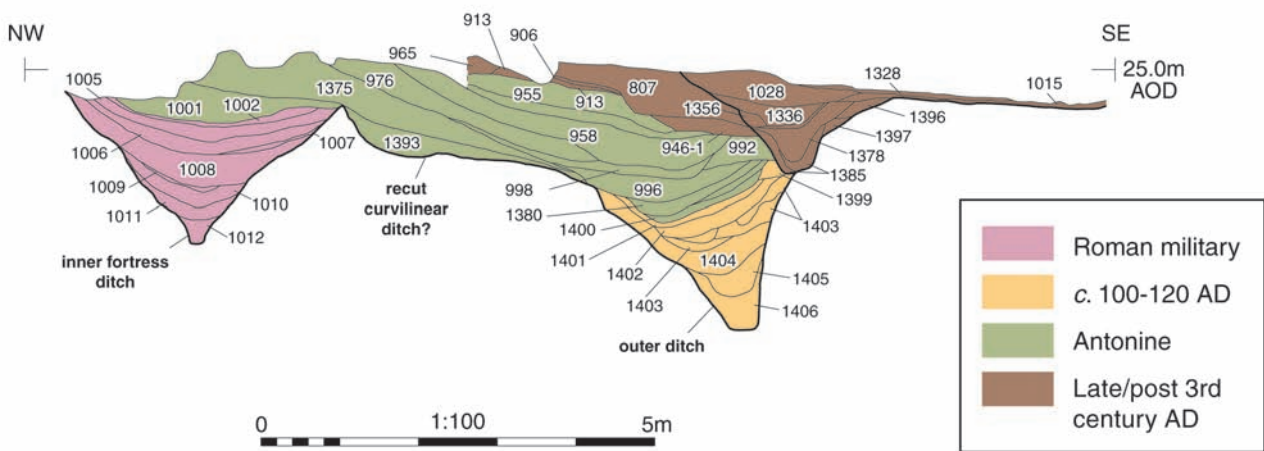 NW
SE
25.0m
AOD
913
906
965
1005
976
1375
1001
1002
955
913
807
1028
1328
1015
1356
1336
1396
1006
1007
1393
958
946-1
992
1397
1378
1008
1385
1009
1010
998
996
1399
1011
1380
1403
1012
1400
1401
1402
1404
1405
1403
1406
recut
curvilinear
ditch?
inner fortress
ditch
outer ditch
0
1:100
5m
Roman military
c. 100-120 AD
Antonine
Late/post 3rd
century AD